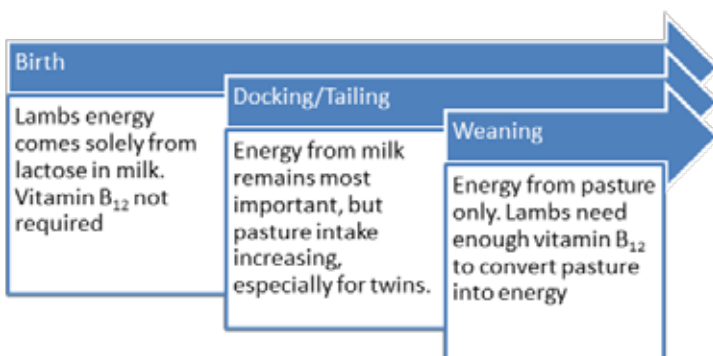 Birth
Lambs energy
comes solely from
lactose in milk.
Vitamin B₁₂ not
required
Docking/Tailing
Energy from milk
remains most
important, but
pasture intake
increasing,
especially for twins.
Weaning
Energy from pasture
only. Lambs need
enough vitamin B₁₂
to convert pasture
into energy